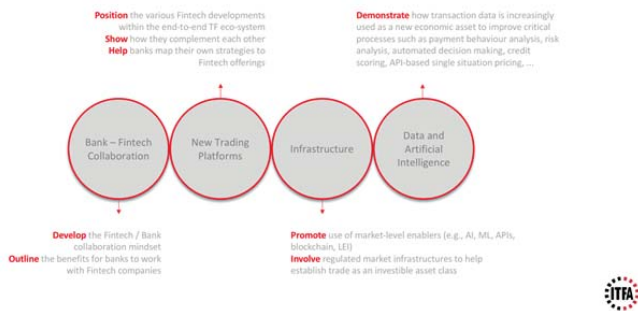 Position the various Fintech developments
within the end-to-end TF eco-system
Show how they complement each other
Help banks map their own strategies to
Fintech offerings
Demonstrate how transaction data is increasingly
used as a new economic asset to improve critical
processes such as payment behaviour analysis, risk
analysis, automated decision making, credit
scoring, API-based single situation pricing, ...
Bank – Fintech
Collaboration
New Trading
Platforms
Infrastructure
Data and
Artificial
Intelligence
Develop the Fintech / Bank
collaboration mindset
Outline the benefits for banks to work
with Fintech companies
Promote use of market-level enablers (e.g., AI, ML, APIs,
blockchain, LEI)
Involve regulated market infrastructures to help
establish trade as an investible asset class
ITFA